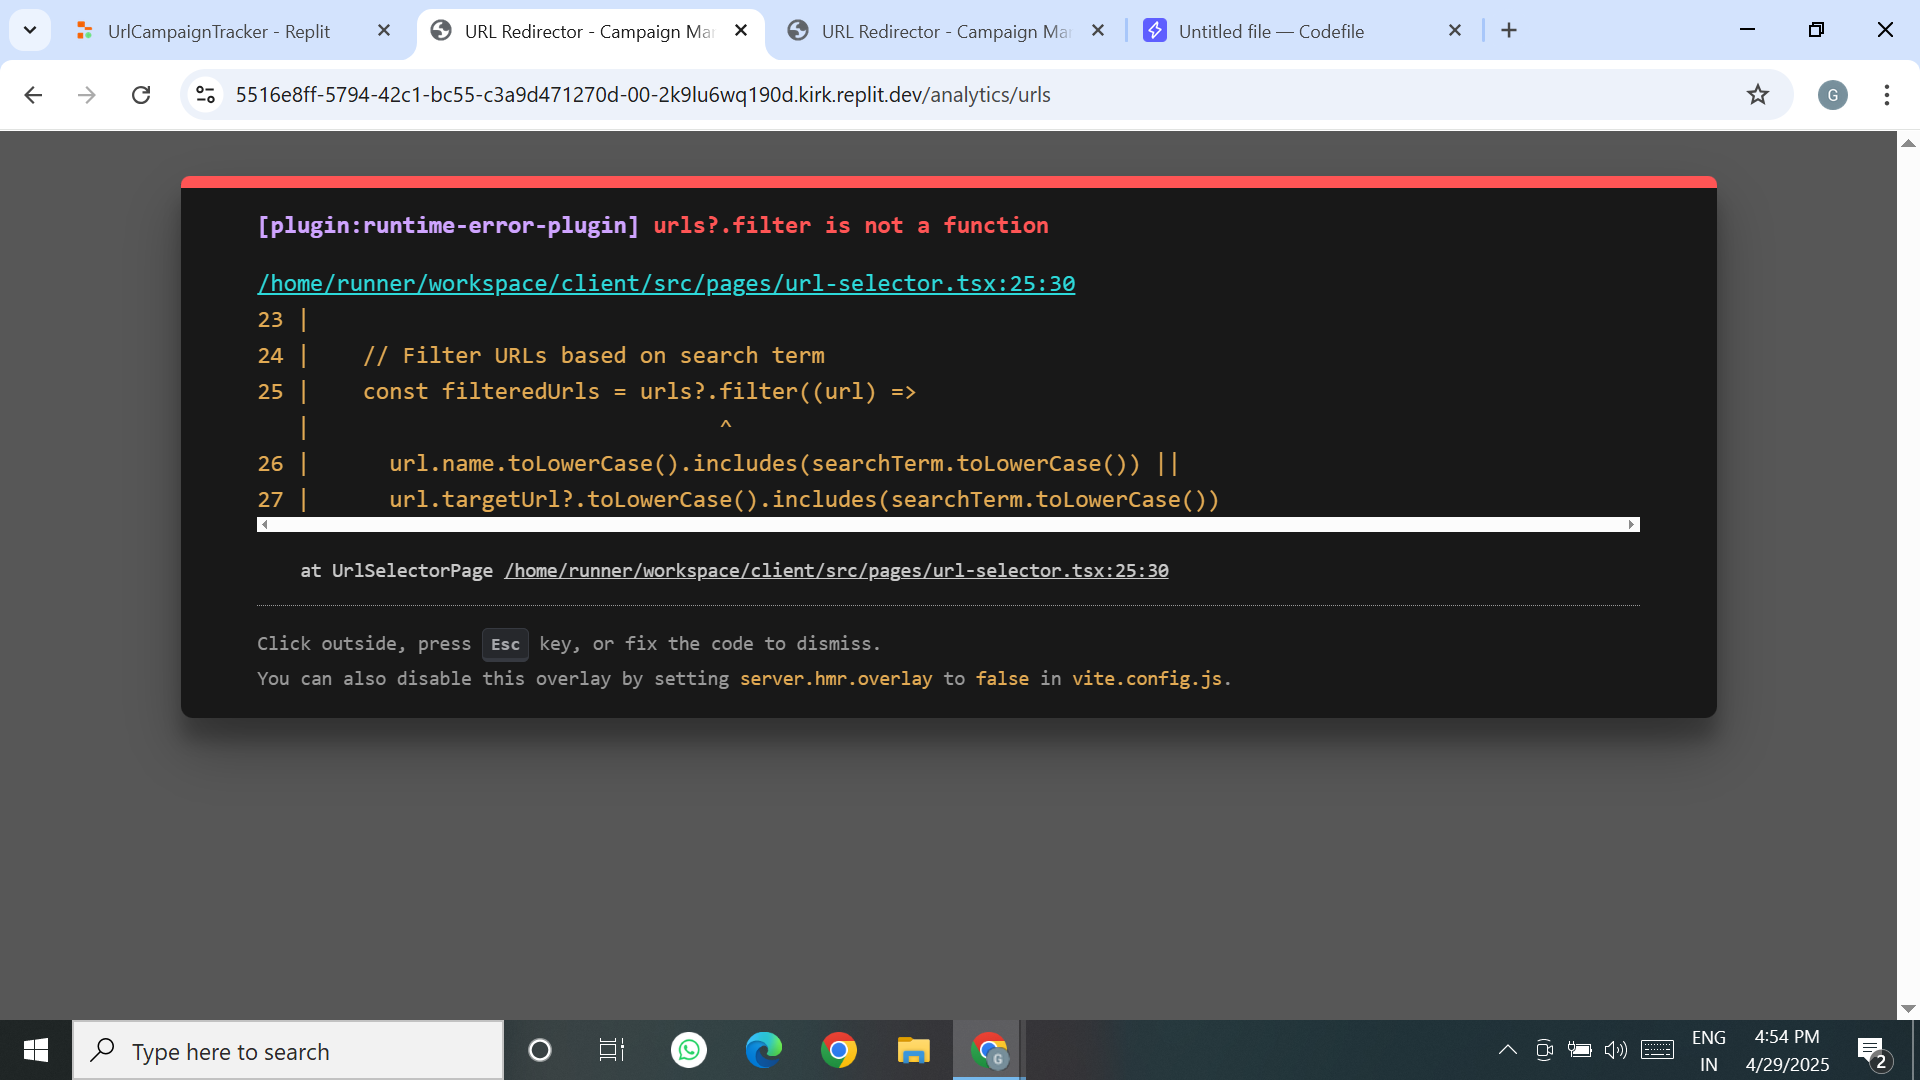 UrlCampaignTracker - Replit
URL Redirector - Campaign Ma
URL Redirector - Campaign Ma
Untitled file — Codefile
5516e8ff-5794-42c1-bc55-c3a9d471270d-00-2k9lu6wq190d.kirk.replit.dev/analytics/urls
G
[plugin:runtime-error-plugin] urls?.filter is not a function
/home/runner/workspace/client/src/pages/url-selector.tsx:25:30
23 |
24 |    // Filter URLs based on search term
25 |    const filteredUrls = urls?.filter((url) =>
   |                               ^
26 |      url.name.toLowerCase().includes(searchTerm.toLowerCase()) ||
27 |      url.targetUrl?.toLowerCase().includes(searchTerm.toLowerCase())
at UrlSelectorPage /home/runner/workspace/client/src/pages/url-selector.tsx:25:30
Click outside, press Esc key, or fix the code to dismiss.
You can also disable this overlay by setting server.hmr.overlay to false in vite.config.js.
Type here to search
G
ENG
IN
4:54 PM
4/29/2025
2